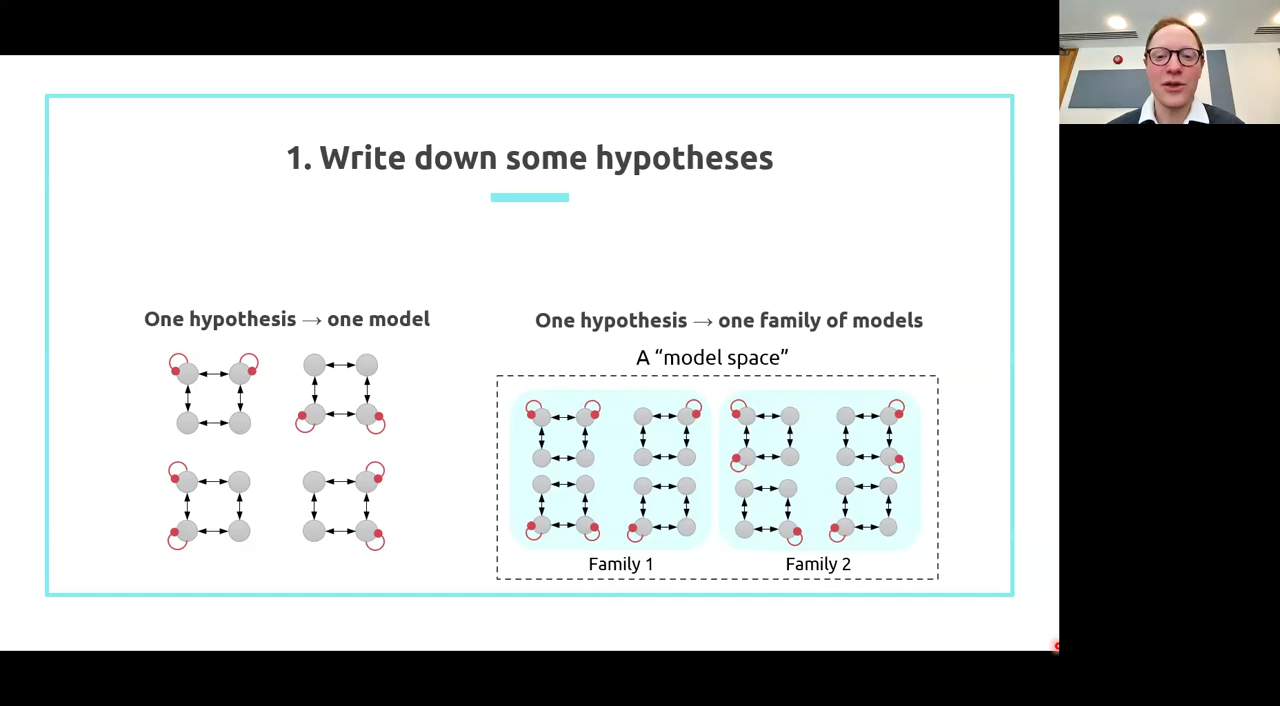 1. Write down some hypotheses
One hypothesis → one model
One hypothesis → one family of models
A “model space”
Family 1
Family 2